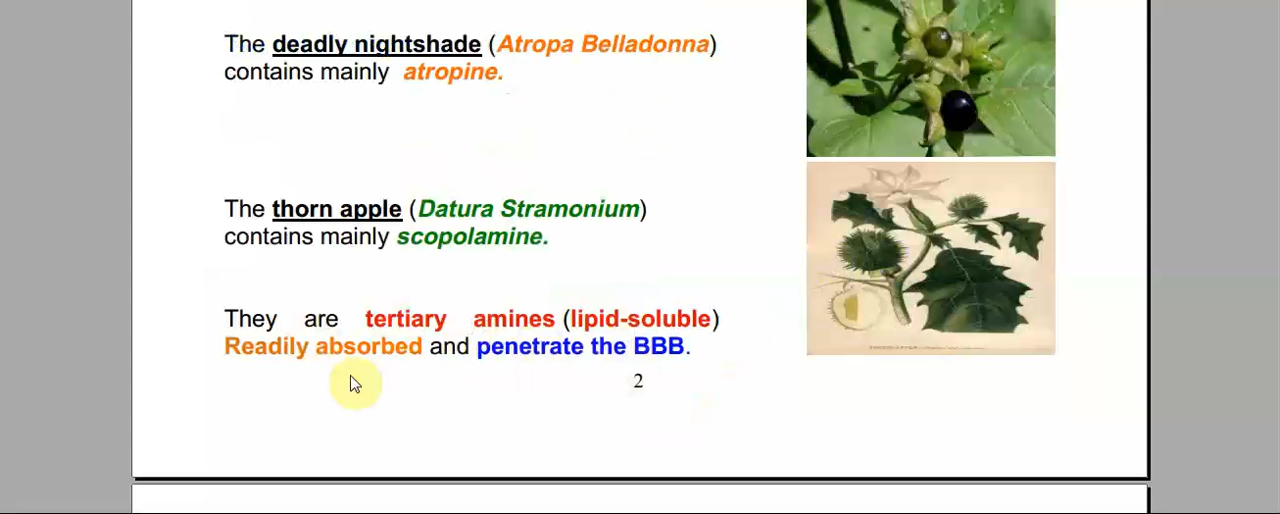 The deadly nightshade (Atropa Belladonna)
contains mainly atropine.
The thorn apple (Datura Stramonium)
contains mainly scopolamine.
They are tertiary amines (lipid-soluble)
Readily absorbed and penetrate the BBB.
2